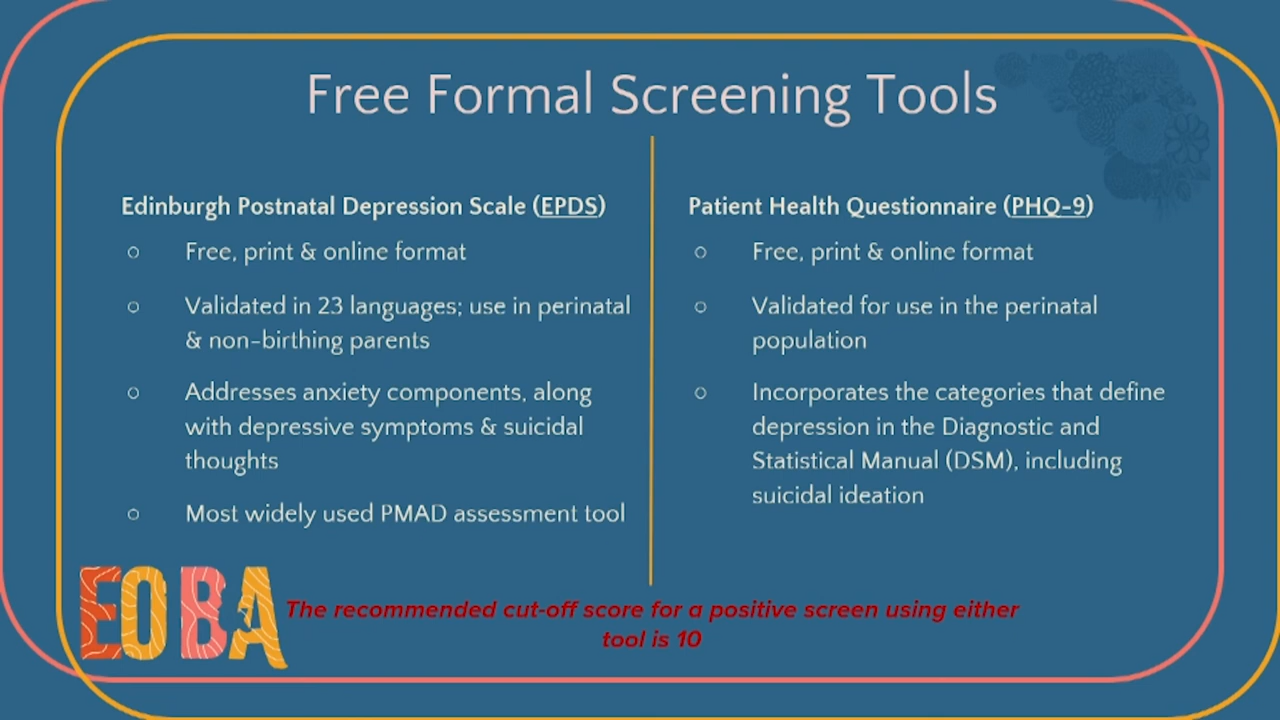 Free Formal Screening Tools
Edinburgh Postnatal Depression Scale (EPDS)
○ Free, print & online format
○ Validated in 23 languages; use in perinatal
& non-birthing parents
○ Addresses anxiety components, along
with depressive symptoms & suicidal
thoughts
○ Most widely used PMAD assessment tool
Patient Health Questionnaire (PHQ-9)
○ Free, print & online format
○ Validated for use in the perinatal
population
○ Incorporates the categories that define
depression in the Diagnostic and
Statistical Manual (DSM), including
suicidal ideation
EOBA
The recommended cut-off score for a positive screen using either
tool is 10